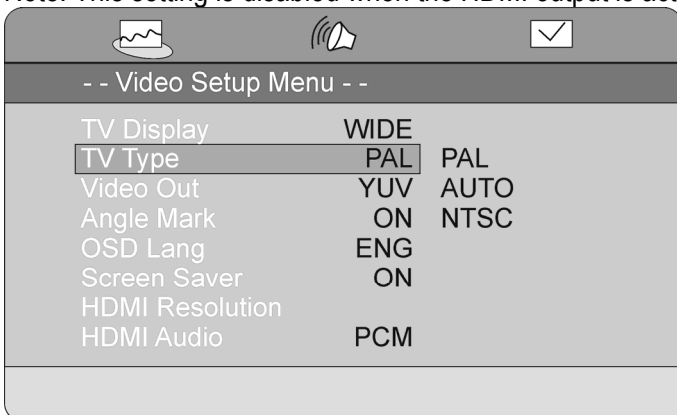 - - Video Setup Menu - -
TV Display WIDE
TV Type PAL PAL
Video Out YUV AUTO
Angle Mark ON NTSC
OSD Lang ENG
Screen Saver ON
HDMI Resolution
HDMI Audio PCM